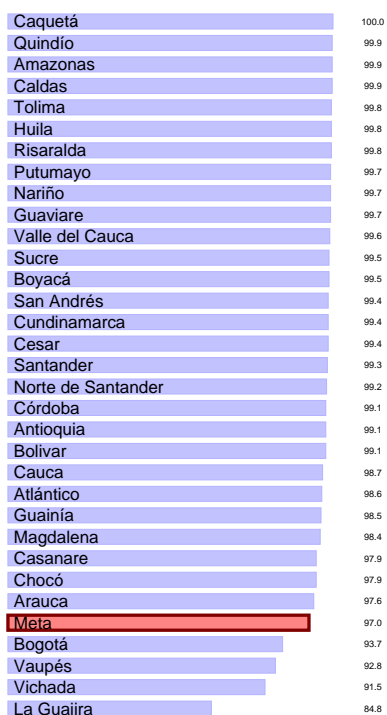 Caquetá 100.0
Quindío 99.9
Amazonas 99.9
Caldas 99.9
Tolima 99.8
Huila 99.8
Risaralda 99.8
Putumayo 99.7
Nariño 99.7
Guaviare 99.7
Valle del Cauca 99.6
Sucre 99.5
Boyacá 99.5
San Andrés 99.4
Cundinamarca 99.4
Cesar 99.4
Santander 99.3
Norte de Santander 99.2
Córdoba 99.1
Antioquia 99.1
Bolivar 99.1
Cauca 98.7
Atlántico 98.6
Guainía 98.5
Magdalena 98.4
Casanare 97.9
Chocó 97.9
Arauca 97.6
Meta 97.0
Bogotá 93.7
Vaupés 92.8
Vichada 91.5
La Guajira 84.8